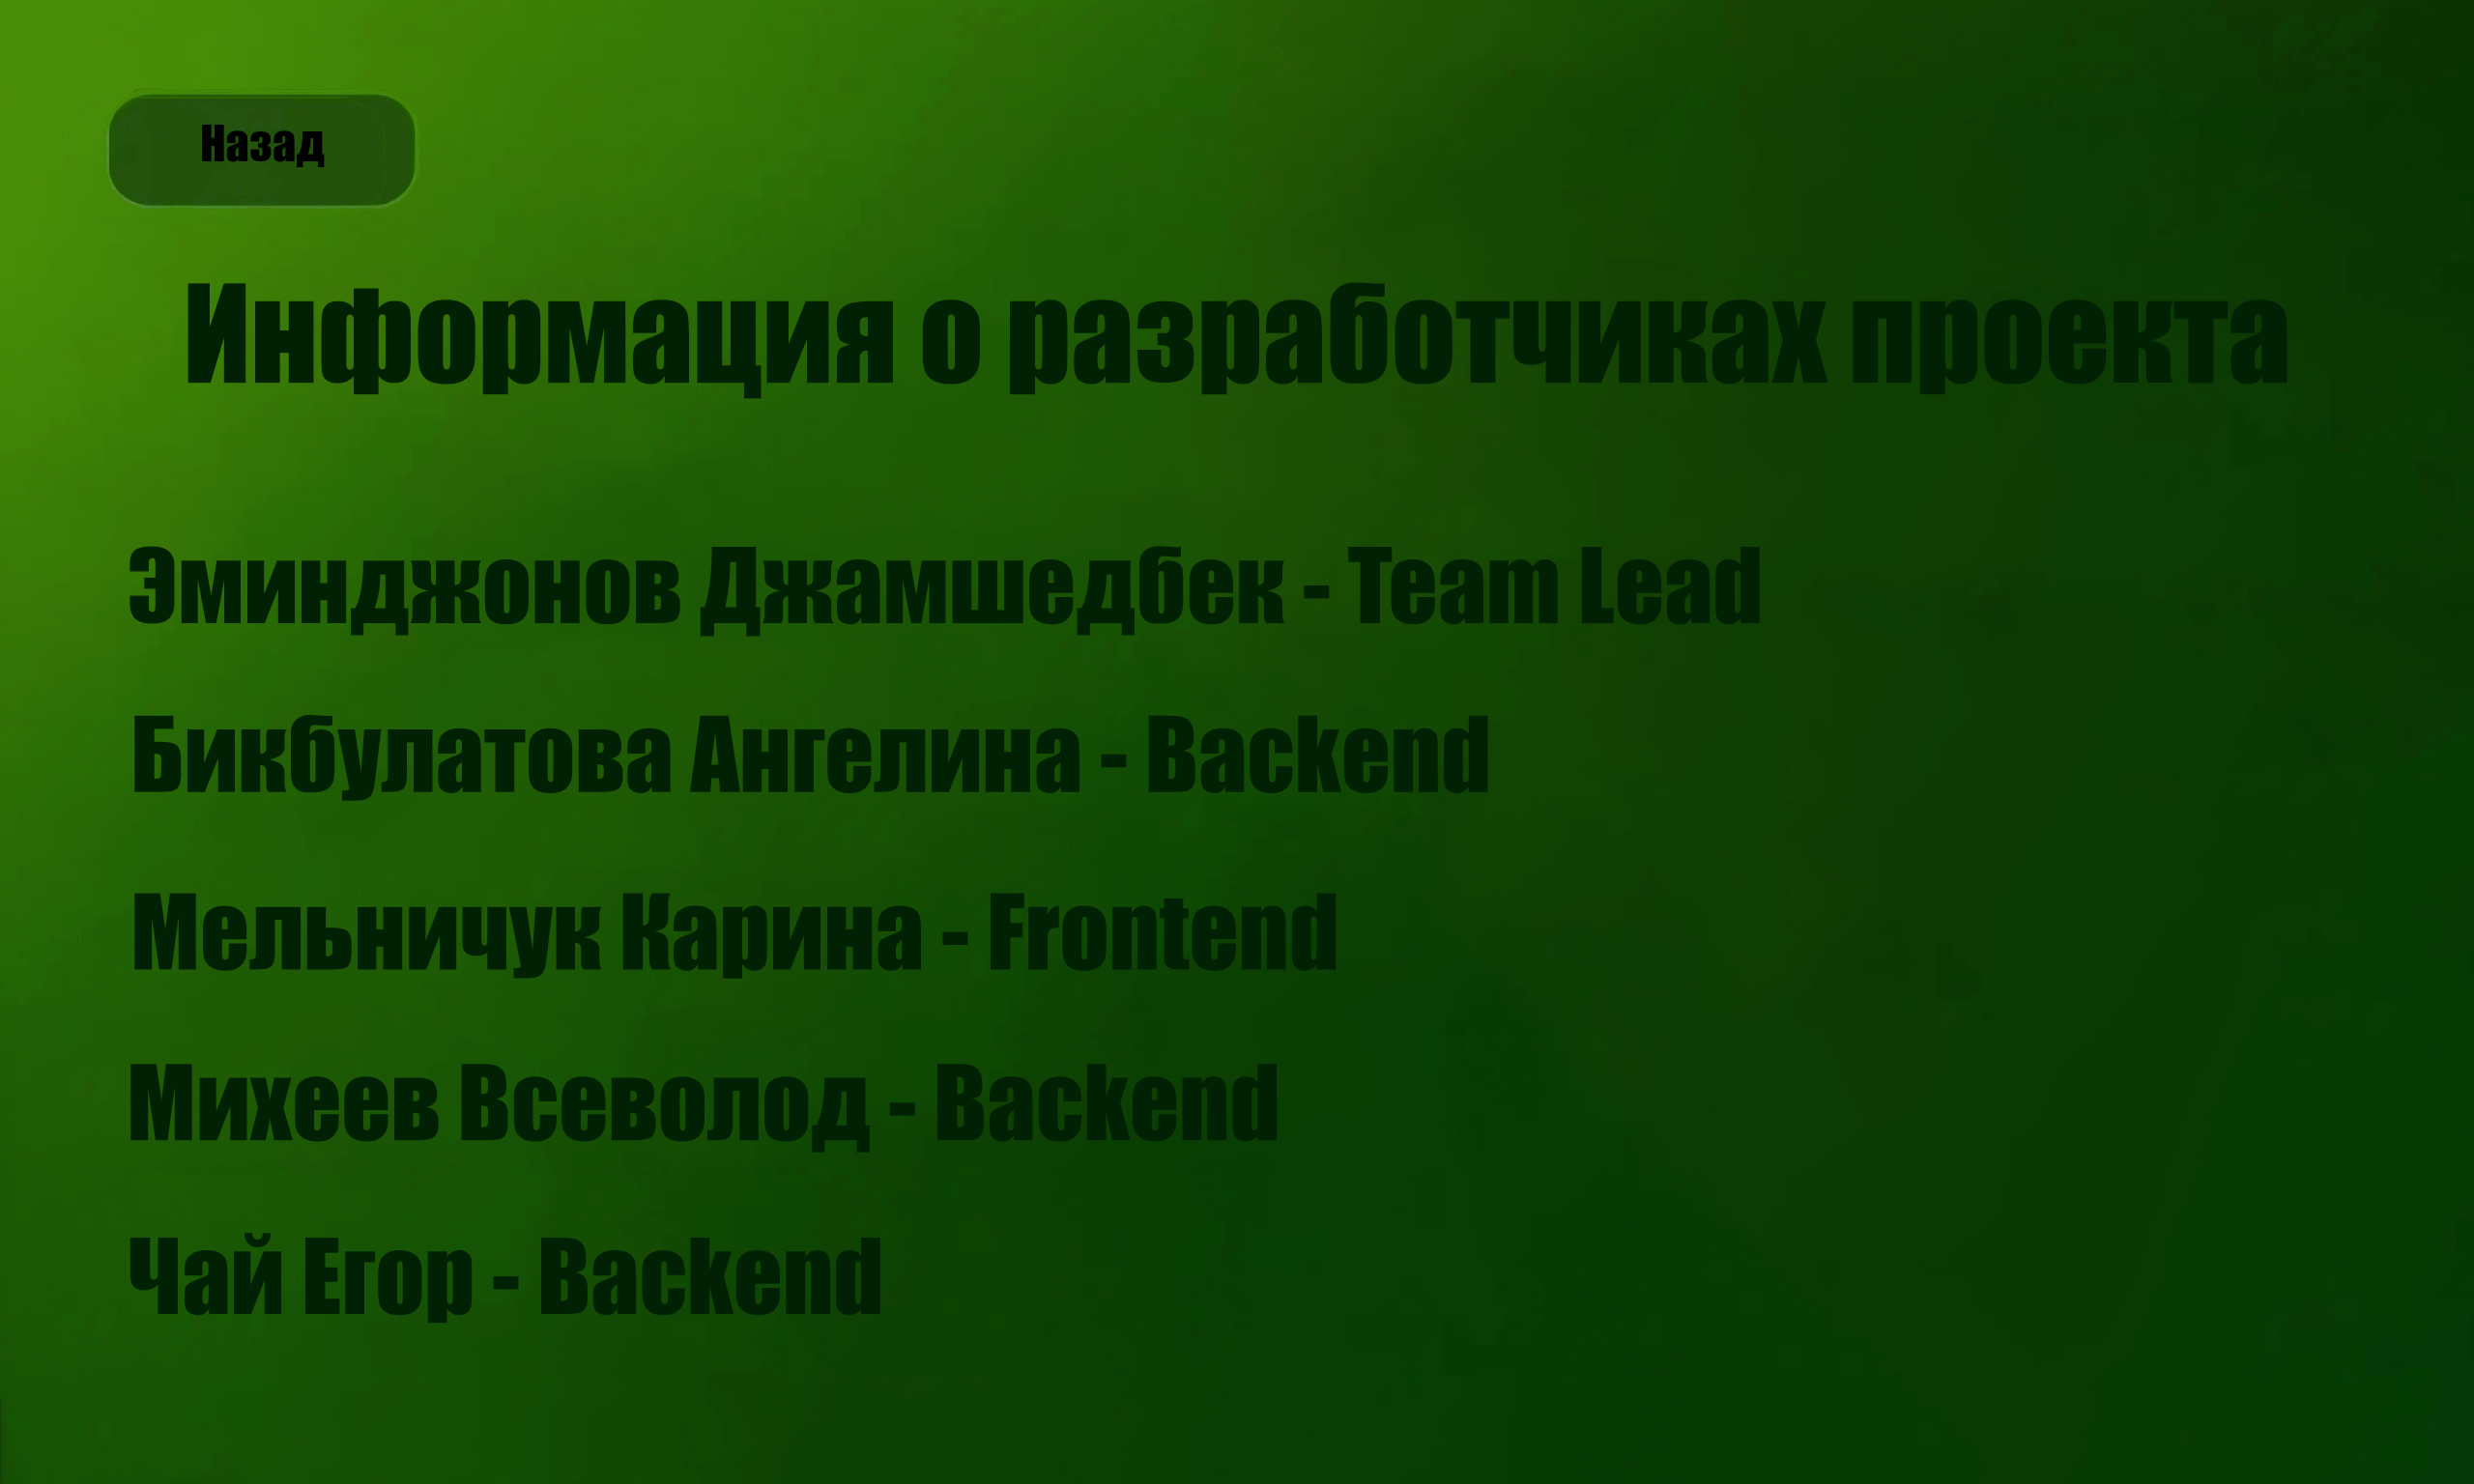 Назад
Информация о разработчиках проекта
Эминджонов Джамшедбек - Team Lead
Бикбулатова Ангелина - Backend
Мельничук Карина - Frontend
Михеев Всеволод - Backend
Чай Егор - Backend